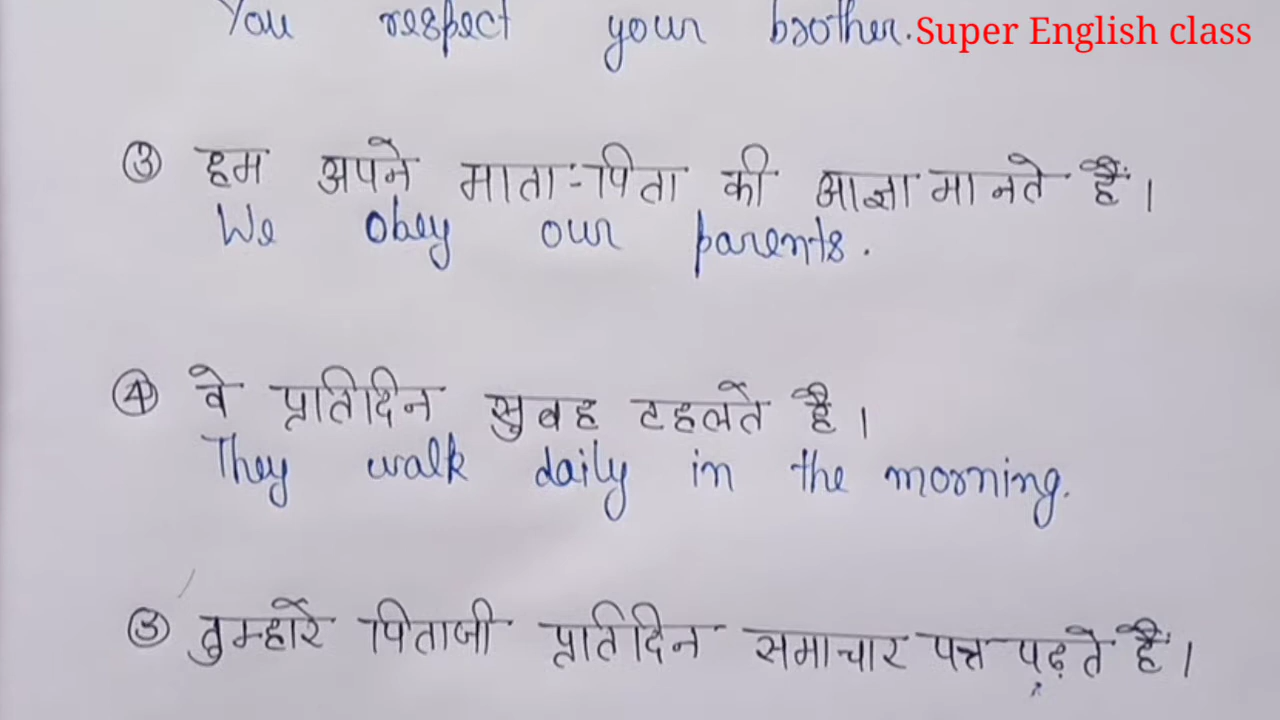 You respect your brother. Super English class
③ हम अपने माता-पिता की आज्ञा मानते हैं।
We obey our parents.
④ वे प्रतिदिन सुबह टहलते है।
They walk daily in the morning.
⑤ तुम्हारे पिताजी प्रतिदिन समाचार पत्र पढ़ते हैं।